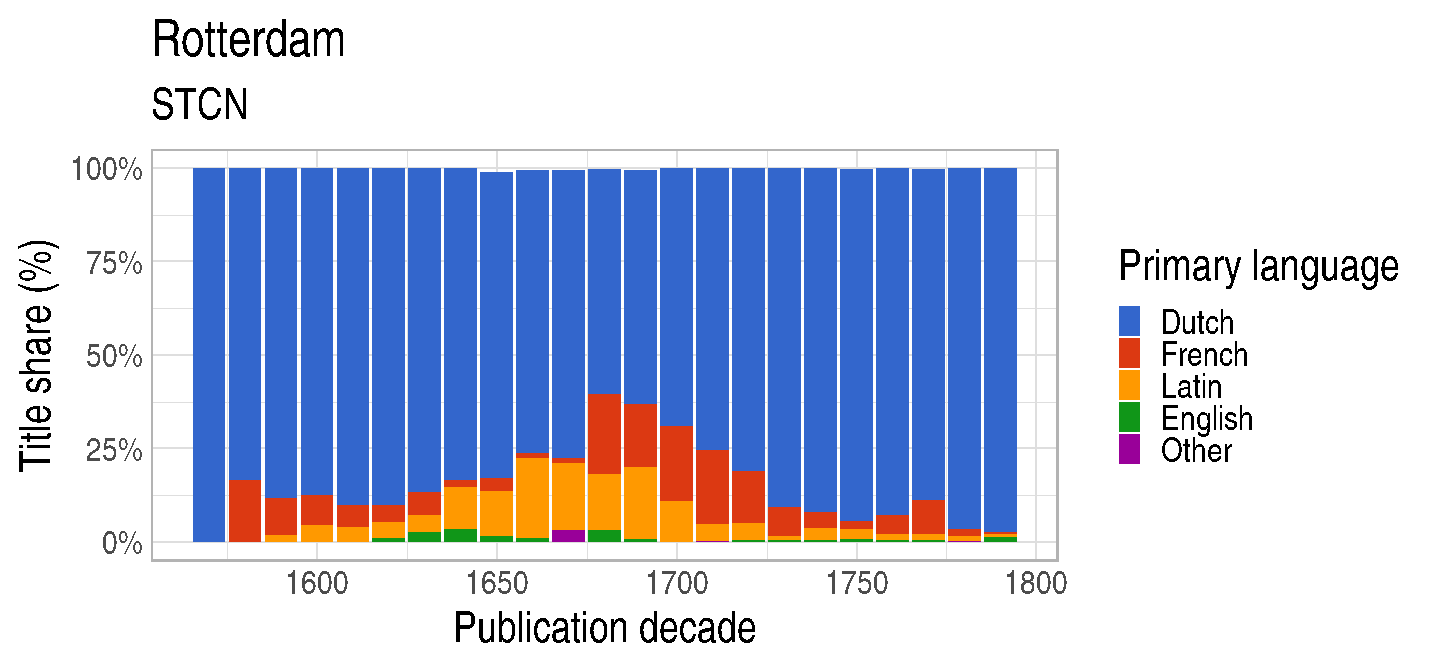 Rotterdam
STCN
100%
75%
50%
25%
0%
Title share (%)
1600 1650 1700 1750 1800
Publication decade
Primary language
Dutch
French
Latin
English
Other